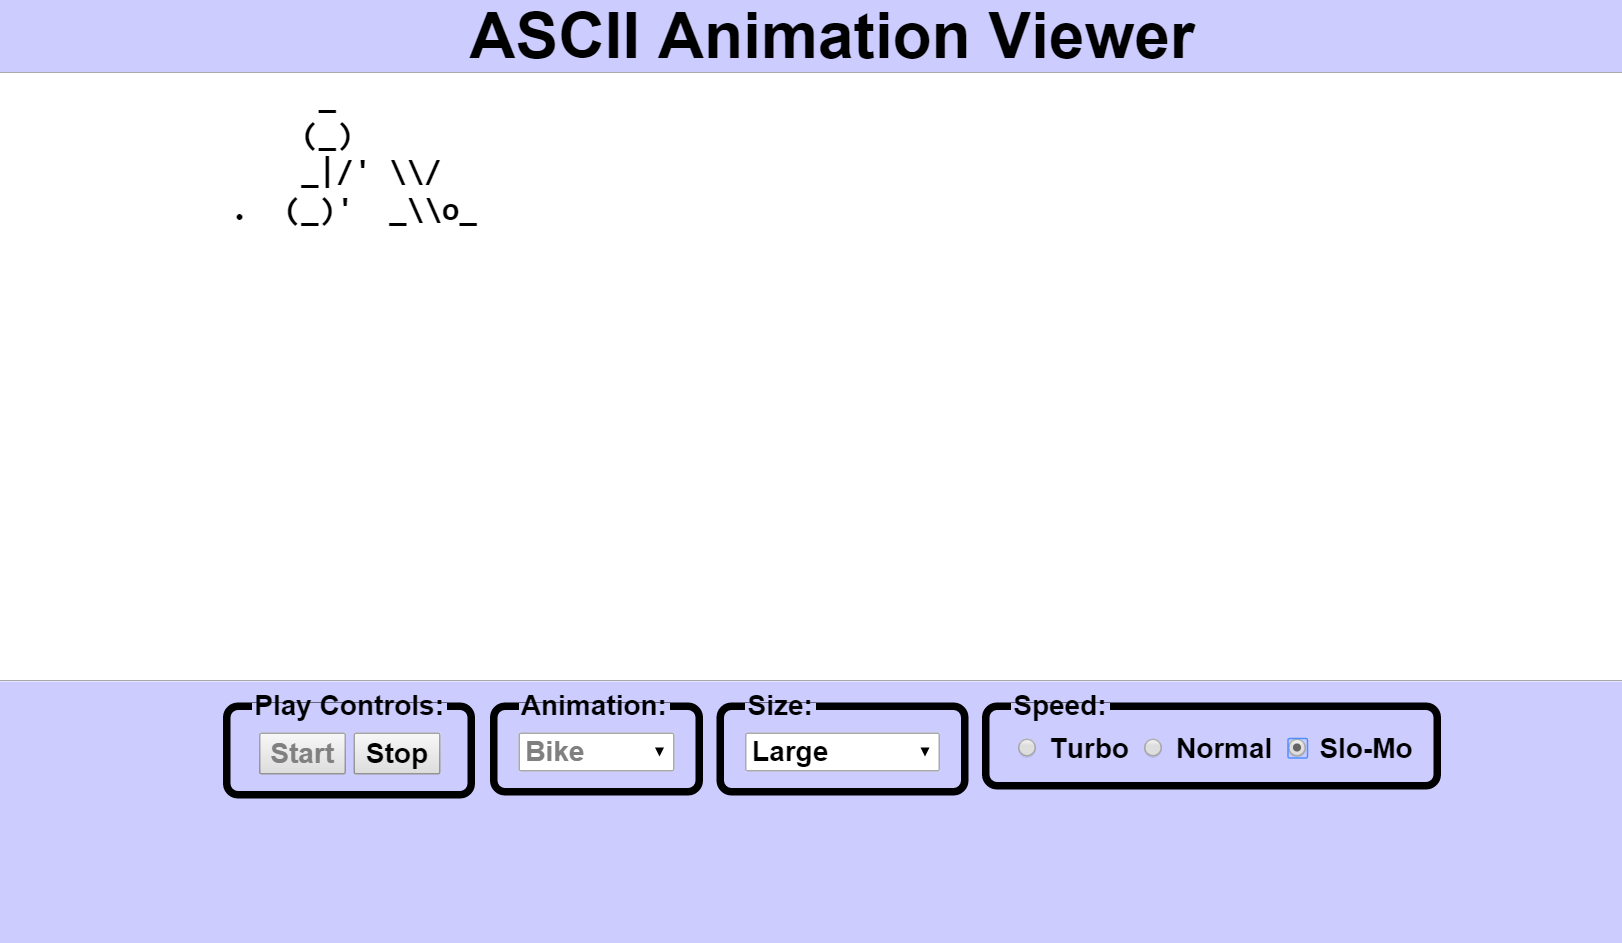 ASCII Animation Viewer
     _
    (_)
    _|/' \\/
.  (_)'  _\\o_
Play Controls: Animation: Size: Speed:
Start Stop Bike Large Turbo Normal Slo-Mo